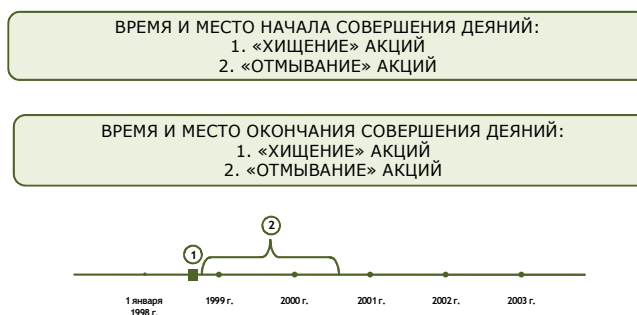 ВРЕМЯ И МЕСТО НАЧАЛА СОВЕРШЕНИЯ ДЕЯНИЙ:
1. «ХИЩЕНИЕ» АКЦИЙ
2. «ОТМЫВАНИЕ» АКЦИЙ
ВРЕМЯ И МЕСТО ОКОНЧАНИЯ СОВЕРШЕНИЯ ДЕЯНИЙ:
1. «ХИЩЕНИЕ» АКЦИЙ
2. «ОТМЫВАНИЕ» АКЦИЙ
2
1
1 января
1998 г.
1999 г.
2000 г.
2001 г.
2002 г.
2003 г.